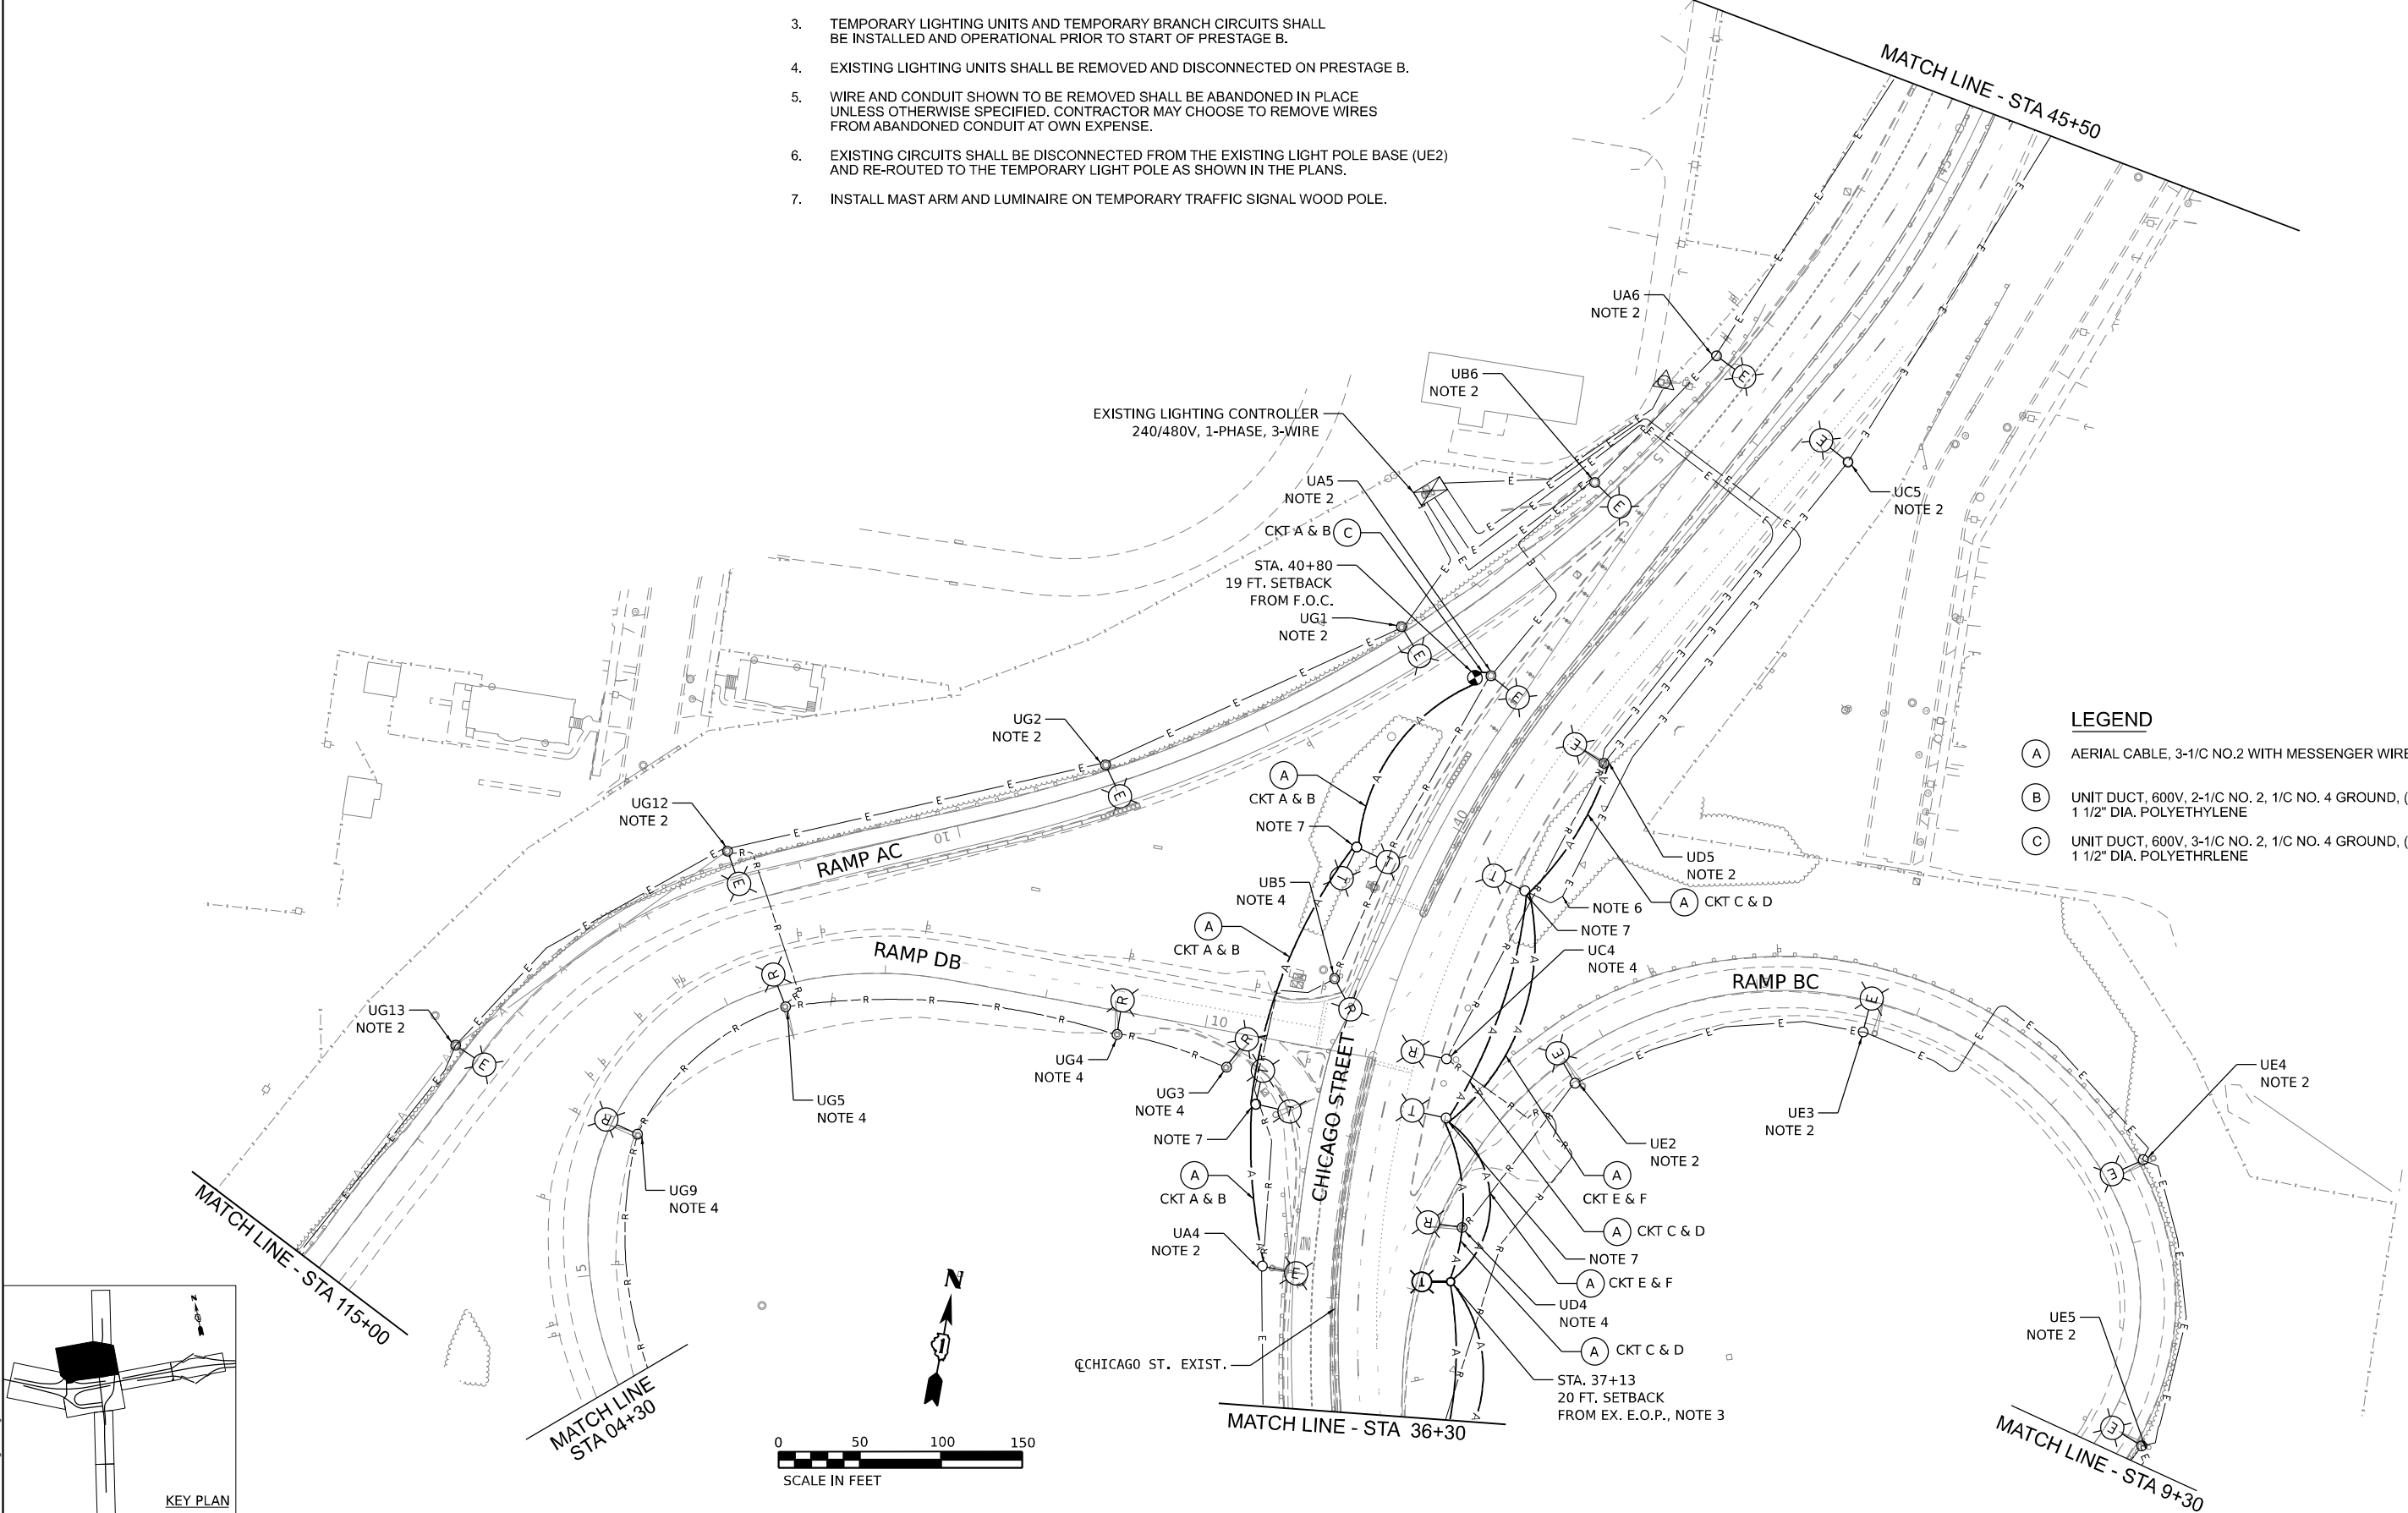 3. TEMPORARY LIGHTING UNITS AND TEMPORARY BRANCH CIRCUITS SHALL
BE INSTALLED AND OPERATIONAL PRIOR TO START OF PRESTAGE B.
4. EXISTING LIGHTING UNITS SHALL BE REMOVED AND DISCONNECTED ON PRESTAGE B.
5. WIRE AND CONDUIT SHOWN TO BE REMOVED SHALL BE ABANDONED IN PLACE
UNLESS OTHERWISE SPECIFIED. CONTRACTOR MAY CHOOSE TO REMOVE WIRES
FROM ABANDONED CONDUIT AT OWN EXPENSE.
6. EXISTING CIRCUITS SHALL BE DISCONNECTED FROM THE EXISTING LIGHT POLE BASE (UE2)
AND RE-ROUTED TO THE TEMPORARY LIGHT POLE AS SHOWN IN THE PLANS.
7. INSTALL MAST ARM AND LUMINAIRE ON TEMPORARY TRAFFIC SIGNAL WOOD POLE.
MATCH LINE - STA 45+50
45
UA6
NOTE 2
UB6
NOTE 2
EXISTING LIGHTING CONTROLLER
240/480V, 1-PHASE, 3-WIRE
UA5
NOTE 2
CKT A & B C
STA. 40+80
19 FT. SETBACK
FROM F.O.C.
UG1
NOTE 2
UC5
NOTE 2
UG2
NOTE 2
UG12
NOTE 2
RAMP AC
10
A
CKT A & B
NOTE 7
UB5
NOTE 4
A
CKT A & B
40
UD5
NOTE 2
A CKT C & D
NOTE 6
NOTE 7
UC4
NOTE 4
LEGEND
A AERIAL CABLE, 3-1/C NO.2 WITH MESSENGER WIRE
B UNIT DUCT, 600V, 2-1/C NO. 2, 1/C NO. 4 GROUND, (
1 1/2" DIA. POLYETHYLENE
C UNIT DUCT, 600V, 3-1/C NO. 2, 1/C NO. 4 GROUND, (
1 1/2" DIA. POLYETHRLENE
RAMP DB
RAMP BC
UG13
NOTE 2
UG5
NOTE 4
UG4
NOTE 4
10
UG3
NOTE 4
NOTE 7
A
CKT A & B
UA4
NOTE 2
CHICAGO STREET
UG9
NOTE 4
5
UE3
NOTE 2
UE4
NOTE 2
UE2
NOTE 2
A
CKT E & F
A CKT C & D
NOTE 7
A CKT E & F
UD4
NOTE 4
A CKT C & D
STA. 37+13
20 FT. SETBACK
FROM EX. E.O.P., NOTE 3
UE5
NOTE 2
℄CHICAGO ST. EXIST.
MATCH LINE - STA 115+00
MATCH LINE
STA 04+30
MATCH LINE - STA 36+30
MATCH LINE - STA 9+30
N
0 50 100 150
SCALE IN FEET
N
KEY PLAN